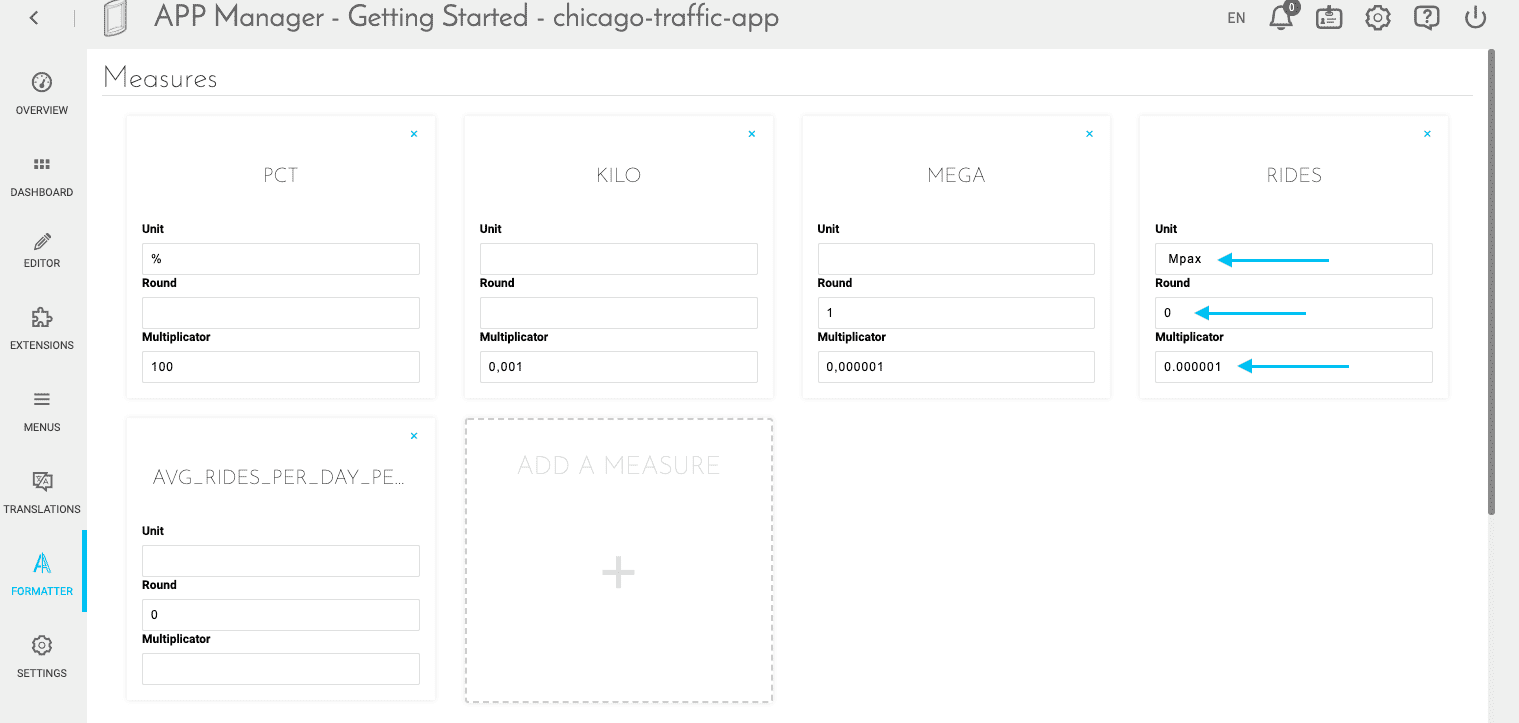 APP Manager - Getting Started - chicago-traffic-app
EN
0
OVERVIEW
DASHBOARD
EDITOR
EXTENSIONS
MENUS
TRANSLATIONS
FORMATTER
SETTINGS
Measures
×
PCT
Unit
%
Round
Multiplicator
100
×
KILO
Unit
Round
Multiplicator
0,001
×
MEGA
Unit
Round
1
Multiplicator
0,000001
×
RIDES
Unit
Mpax
Round
0
Multiplicator
0.000001
×
AVG_RIDES_PER_DAY_PE...
Unit
Round
0
Multiplicator
ADD A MEASURE
+